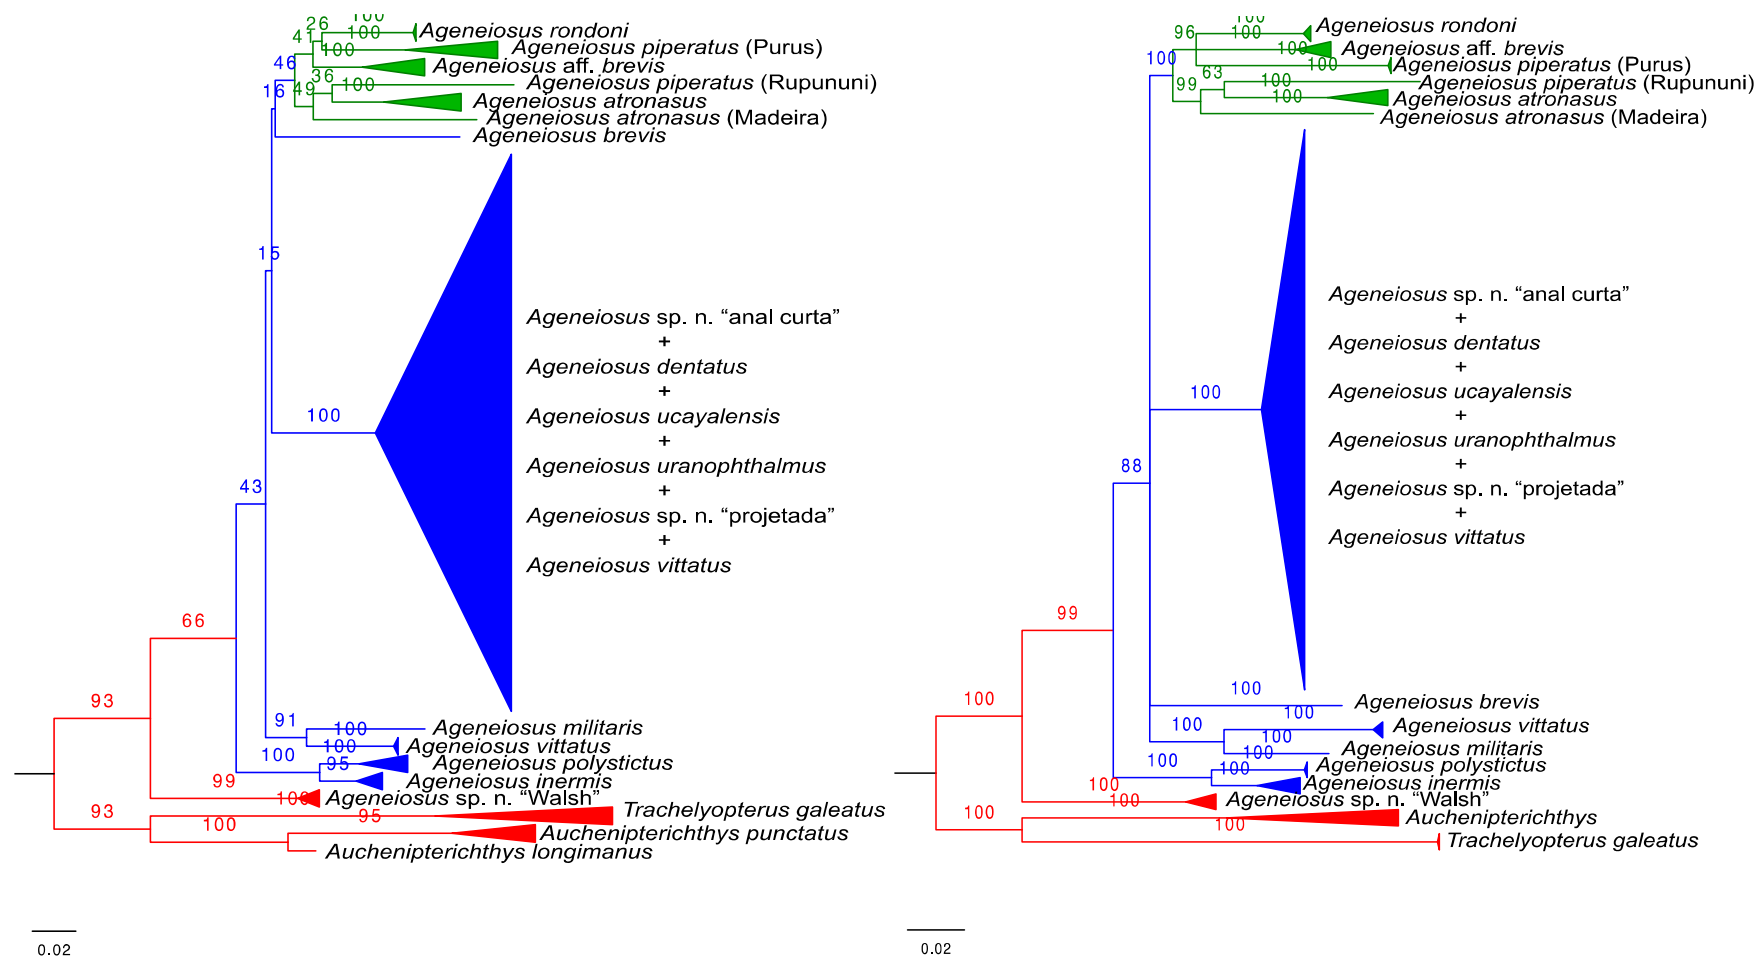 100
26
100
Ageneiosus rondoni
41
100
Ageneiosus piperatus (Purus)
46
Ageneiosus aff. brevis
36
100
Ageneiosus piperatus (Rupununi)
16
49
Ageneiosus atronasus
Ageneiosus atronasus (Madeira)
Ageneiosus brevis
15
Ageneiosus sp. n. “anal curta”
+
Ageneiosus dentatus
+
100
Ageneiosus ucayalensis
+
Ageneiosus uranophthalmus
+
43
Ageneiosus sp. n. “projetada”
+
Ageneiosus vittatus
66
93
91
100
Ageneiosus militaris
100
Ageneiosus vittatus
100
95
Ageneiosus polystictus
99
Ageneiosus inermis
100
Ageneiosus sp. n. “Walsh”
93
95
Trachelyopterus galeatus
100
Auchenipterichthys punctatus
Auchenipterichthys longimanus
0.02
100
96
100
Ageneiosus rondoni
100
Ageneiosus aff. brevis
100
100
Ageneiosus piperatus (Purus)
63
99
100
Ageneiosus piperatus (Rupununi)
100
Ageneiosus atronasus
Ageneiosus atronasus (Madeira)
Ageneiosus sp. n. “anal curta”
+
Ageneiosus dentatus
+
100
Ageneiosus ucayalensis
+
Ageneiosus uranophthalmus
+
88
Ageneiosus sp. n. “projetada”
+
Ageneiosus vittatus
99
100
100
Ageneiosus brevis
100
100
Ageneiosus vittatus
100
100
Ageneiosus militaris
100
100
Ageneiosus polystictus
100
Ageneiosus inermis
100
Ageneiosus sp. n. “Walsh”
100
100
Auchenipterichthys
Trachelyopterus galeatus
0.02